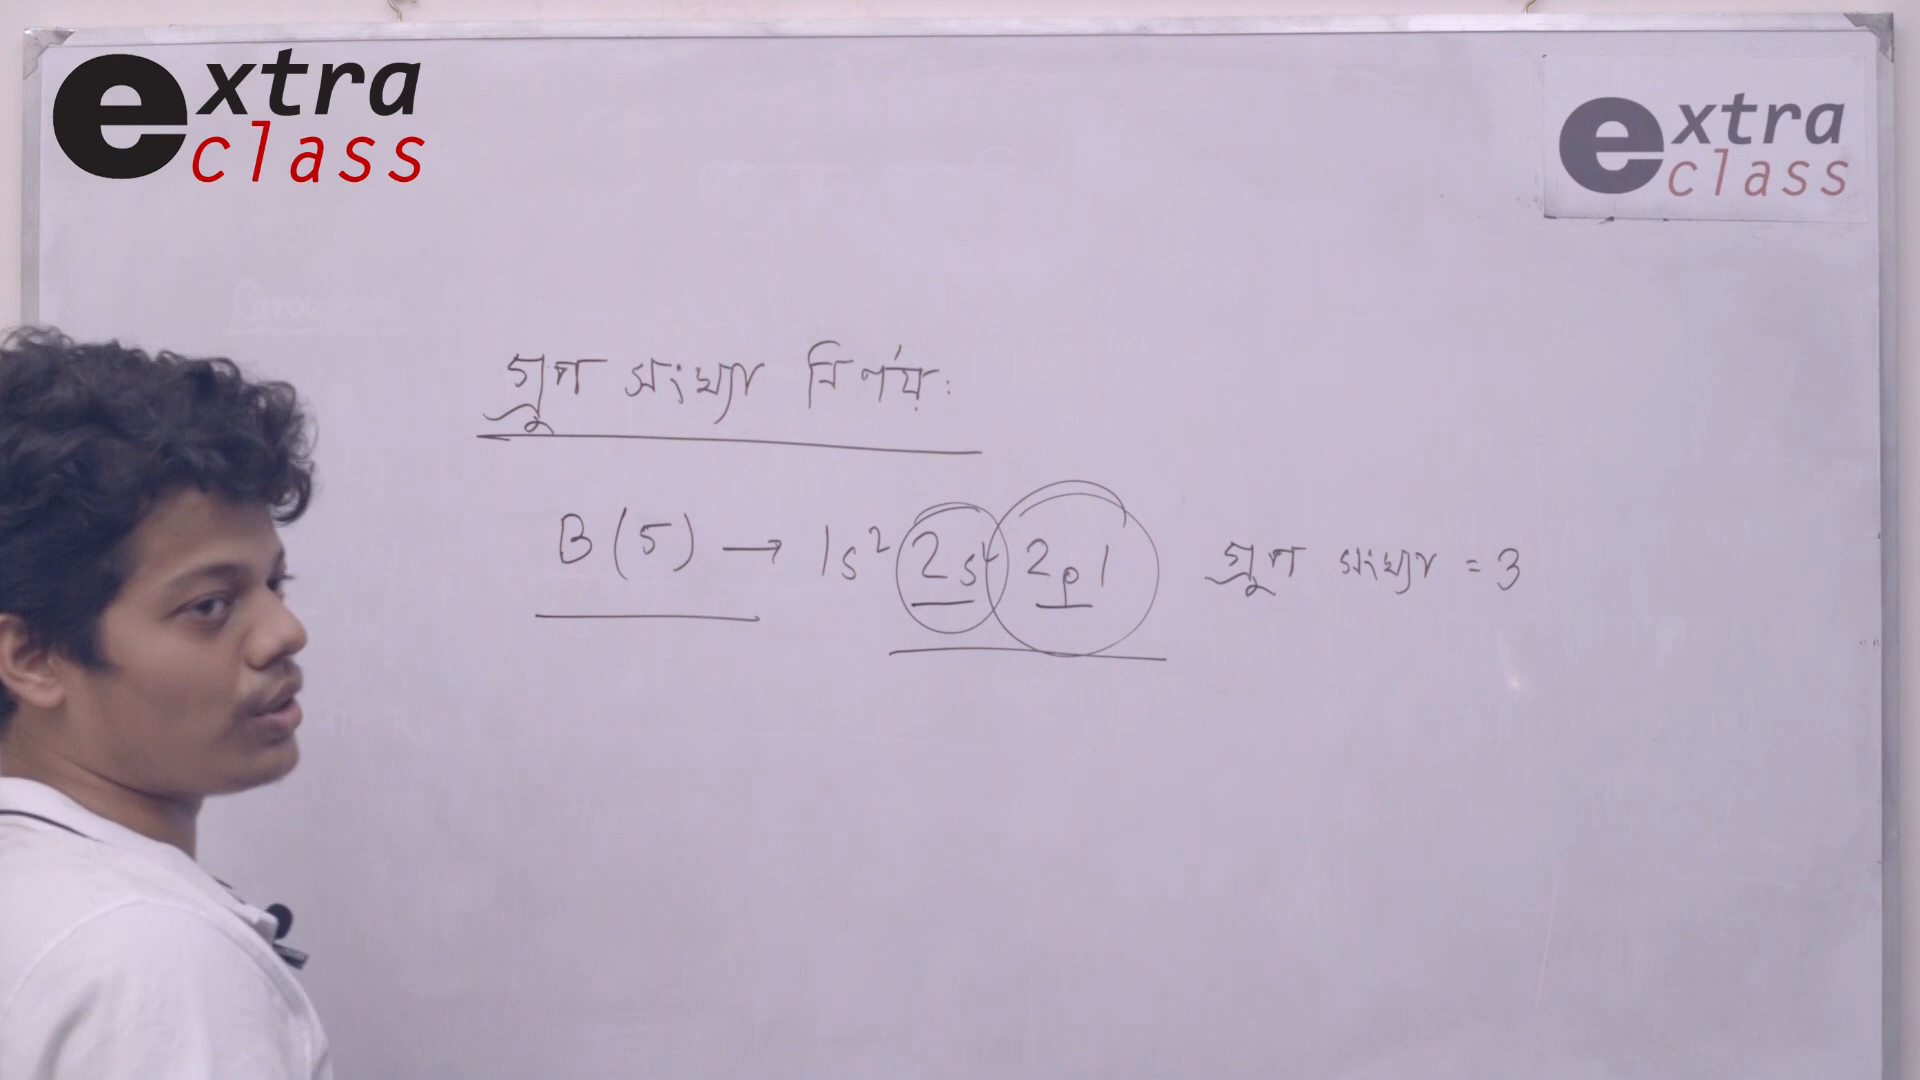 extra class
extra class
গ্রুপ সংখ্যা নির্ণয়:
B (5) → 1s² 2s² 2p¹ গ্রুপ সংখ্যা = 3